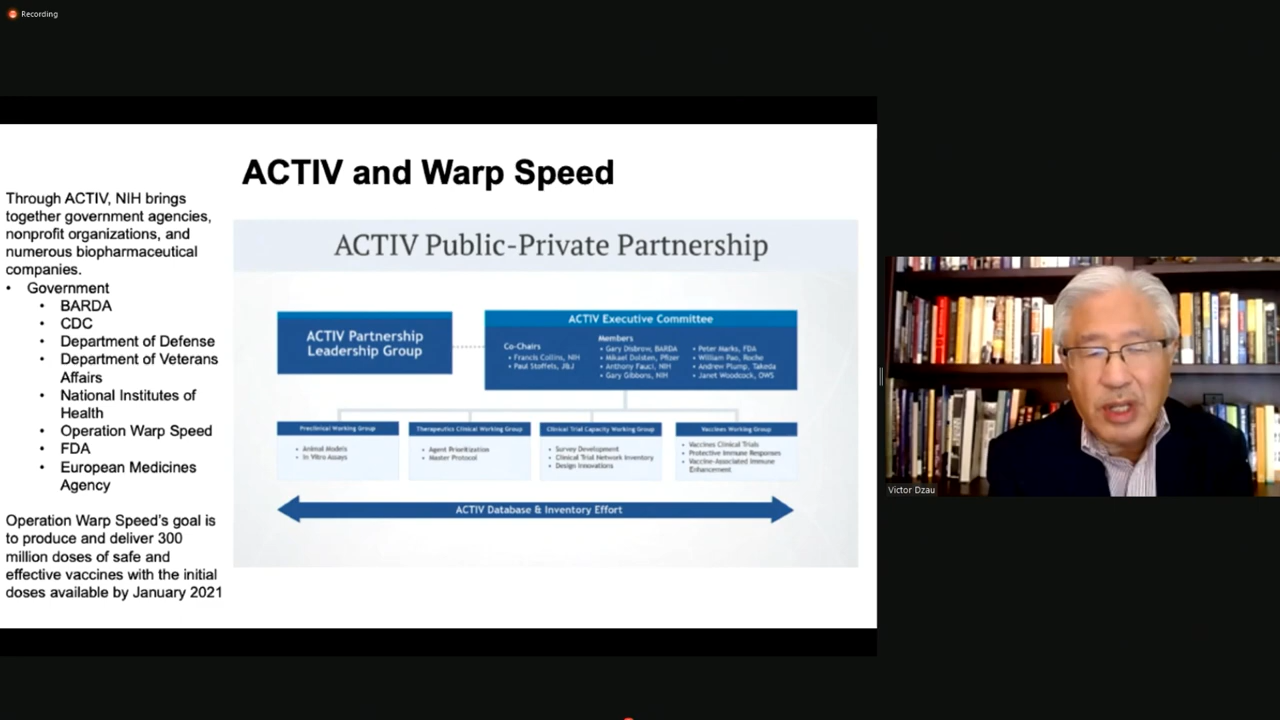 Recording
ACTIV and Warp Speed
Through ACTIV, NIH brings
together government agencies,
nonprofit organizations, and
numerous biopharmaceutical
companies.
• Government
• BARDA
• CDC
• Department of Defense
• Department of Veterans
Affairs
• National Institutes of
Health
• Operation Warp Speed
• FDA
• European Medicines
Agency
Operation Warp Speed's goal is
to produce and deliver 300
million doses of safe and
effective vaccines with the initial
doses available by January 2021
ACTIV Public-Private Partnership
ACTIV Partnership
Leadership Group
ACTIV Executive Committee
Co-Chairs
• Francis Collins, NIH
• Paul Stoffels, J&J
Members
• Gary Disbrow, BARDA
• Mikael Dolsten, Pfizer
• Anthony Fauci, NIH
• Gary Gibbons, NIH
• Peter Marks, FDA
• William Pao, Roche
• Andrew Plump, Takeda
• Janet Woodcock, OWS
Preclinical Working Group
• Animal Models
• In Vitro Assays
Therapeutics Clinical Working Group
• Agent Prioritization
• Master Protocol
Clinical Trial Capacity Working Group
• Survey Development
• Clinical Trial Network Inventory
• Design Innovations
Vaccines Working Group
• Vaccines Clinical Trials
• Protective Immune Responses
• Vaccine-Associated Immune
Enhancement
ACTIV Database & Inventory Effort
Victor Dzau